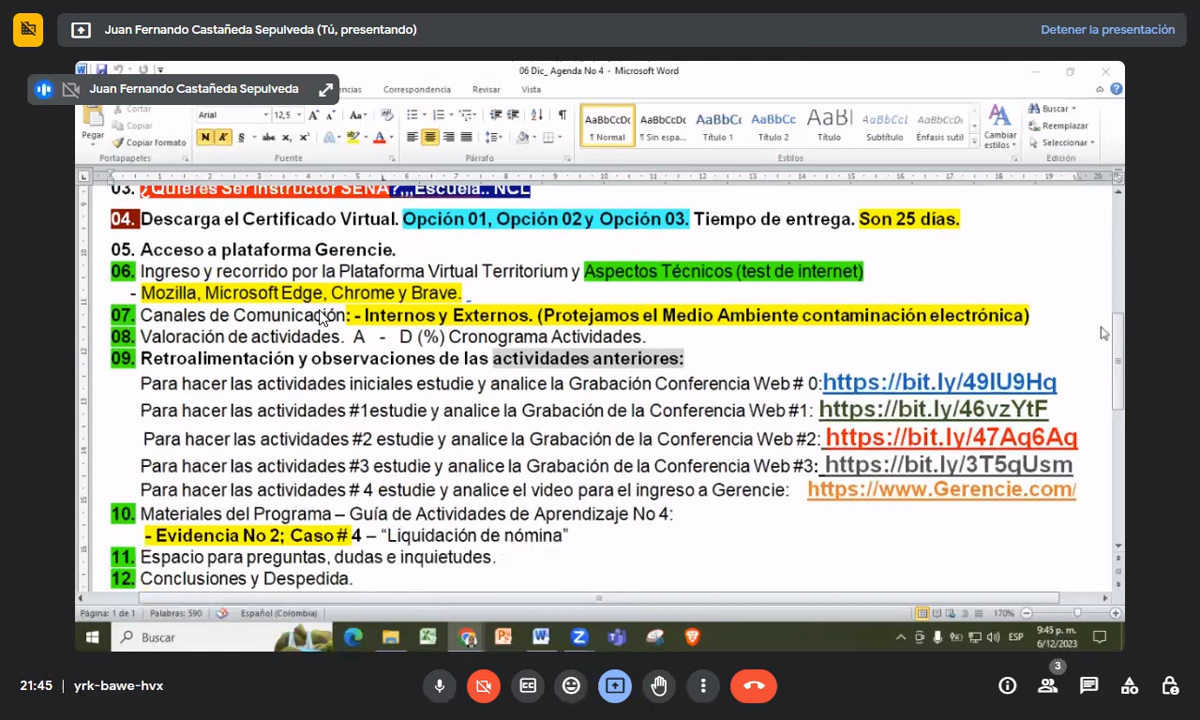 Juan Fernando Castañeda Sepulveda (Tú, presentando)
Detener la presentación
06 Dic_ Agenda No 4 - Microsoft Word
Juan Fernando Castañeda Sepulveda
encias Correspondencia Revisar Vista
Cortar
Copiar
Pegar
Copiar formato
Arial 12,5
AaBbCcDc AaBbCcDc AaBbCc AaBbCc AaBl AaBbCcl AaBbCcDc
¶ Normal ¶ Sin espa... Título 1 Título 2 Título Subtítulo Énfasis sutil
Cambiar estilos
Buscar
Reemplazar
Seleccionar
Portapapeles Fuente Párrafo Estilos Edición
03. ¿Quieres Ser Instructor SENA?,,,Escuela.. NCL
04. Descarga el Certificado Virtual. Opción 01, Opción 02 y Opción 03. Tiempo de entrega. Son 25 días.
05. Acceso a plataforma Gerencie.
06. Ingreso y recorrido por la Plataforma Virtual Territorium y Aspectos Técnicos (test de internet)
- Mozilla, Microsoft Edge, Chrome y Brave.
07. Canales de Comunicación: - Internos y Externos. (Protejamos el Medio Ambiente contaminación electrónica)
08. Valoración de actividades. A - D (%) Cronograma Actividades.
09. Retroalimentación y observaciones de las actividades anteriores:
Para hacer las actividades iniciales estudie y analice la Grabación Conferencia Web # 0:https://bit.ly/49IU9Hq
Para hacer las actividades #1estudie y analice la Grabación de la Conferencia Web #1: https://bit.ly/46vzYtF
Para hacer las actividades #2 estudie y analice la Grabación de la Conferencia Web #2: https://bit.ly/47Aq6Aq
Para hacer las actividades #3 estudie y analice la Grabación de la Conferencia Web #3: https://bit.ly/3T5qUsm
Para hacer las actividades # 4 estudie y analice el video para el ingreso a Gerencie: https://www.Gerencie.com/
10. Materiales del Programa – Guía de Actividades de Aprendizaje No 4:
- Evidencia No 2; Caso # 4 – “Liquidación de nómina”
11. Espacio para preguntas, dudas e inquietudes.
12. Conclusiones y Despedida.
Página: 1 de 1 Palabras: 590 Español (Colombia) 170%
Buscar
ESP
9:45 p. m.
6/12/2023
21:45 | yrk-bawe-hvx
3